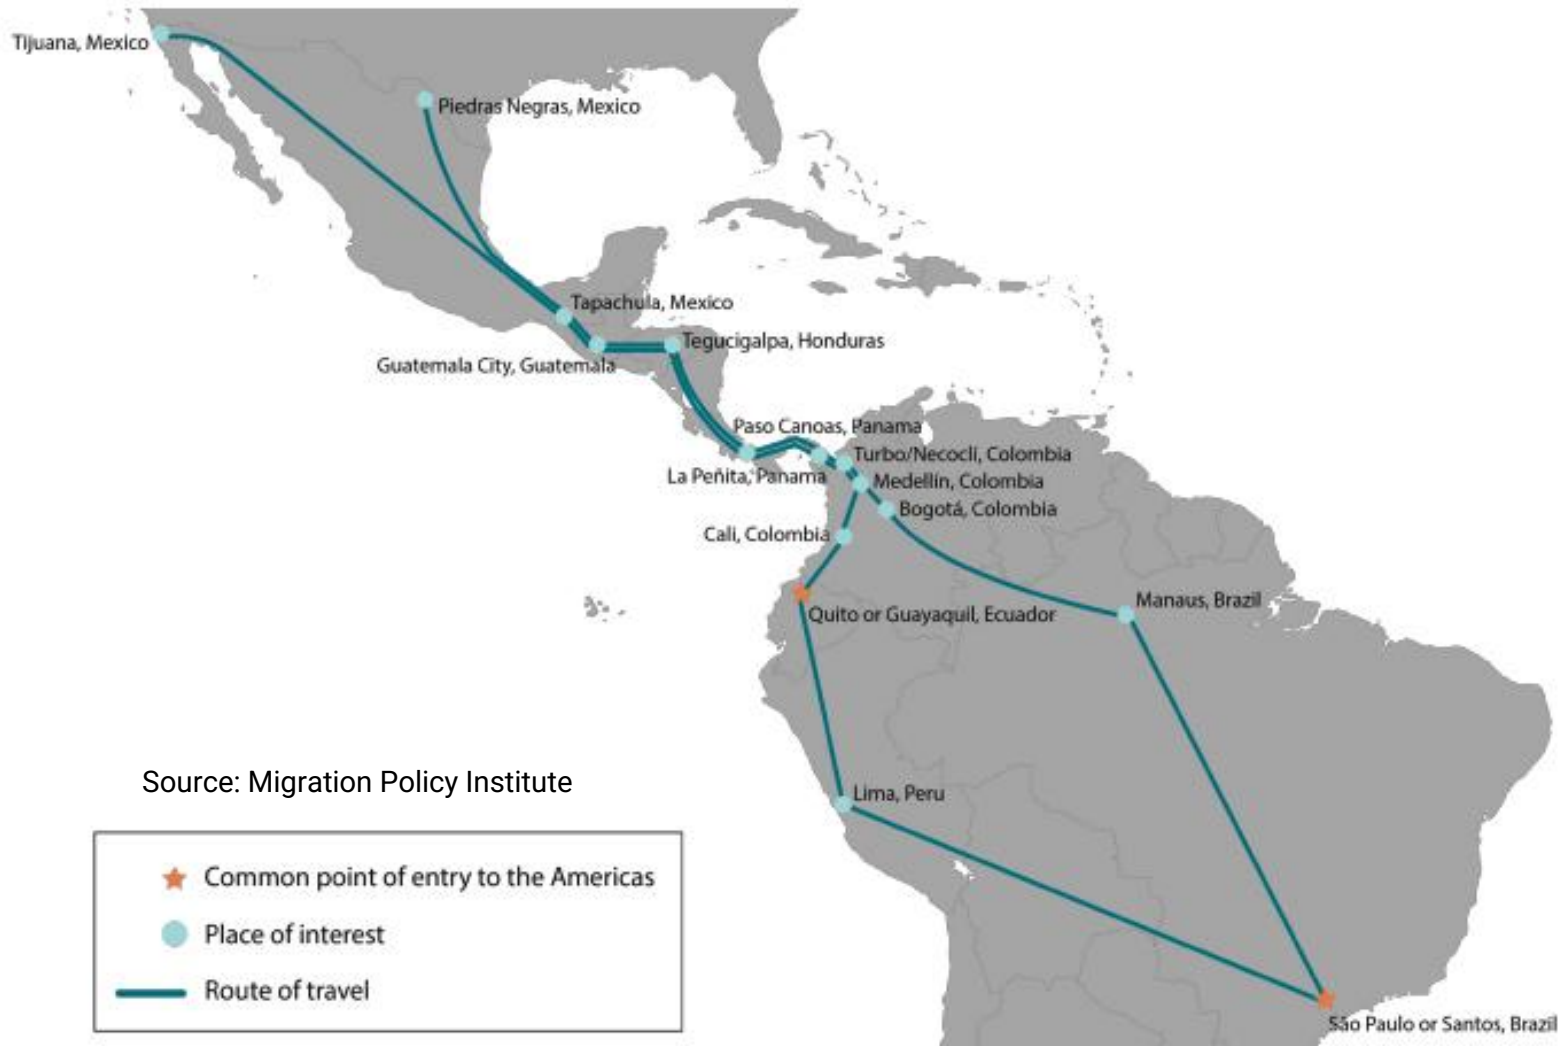 Tijuana, Mexico
Piedras Negras, Mexico
Tapachula, Mexico
Tegucigalpa, Honduras
Guatemala City, Guatemala
Paso Canoas, Panama
Turbo/Necoclí, Colombia
La Peñita, Panama
Medellín, Colombia
Bogotá, Colombia
Cali, Colombia
Manaus, Brazil
Quito or Guayaquil, Ecuador
Source: Migration Policy Institute
Lima, Peru
Common point of entry to the Americas
Place of interest
Route of travel
São Paulo or Santos, Brazil